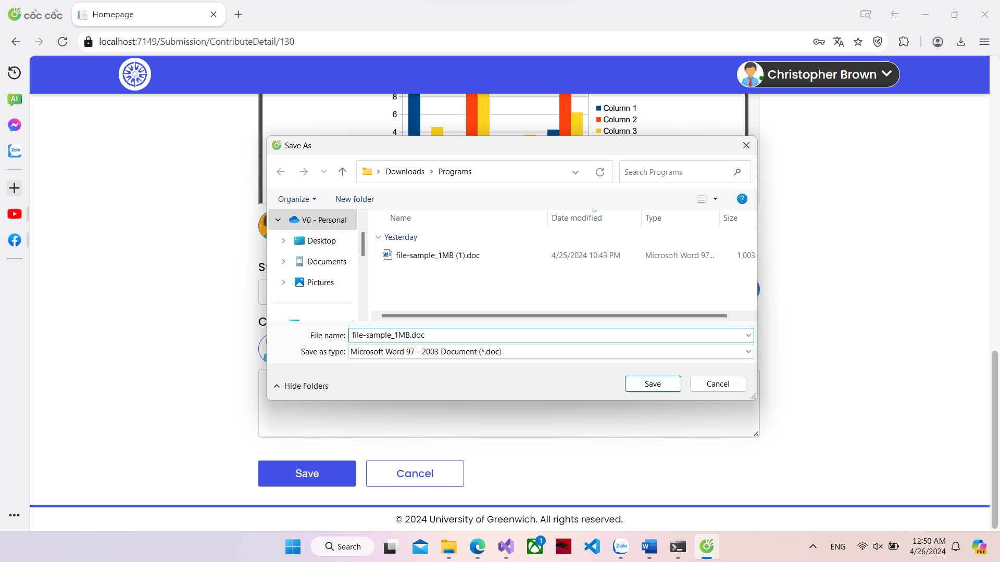 cốc cốc
Homepage
localhost:7149/Submission/ContributeDetail/130
AI
Zalo
Christopher Brown
8
6
4
Column 1
Column 2
Column 3
Save As
Downloads
Programs
Search Programs
Organize
New folder
?
Vũ - Personal
Desktop
Documents
Pictures
Name
Date modified
Type
Size
Yesterday
file-sample_1MB (1).doc
4/25/2024 10:43 PM
Microsoft Word 97...
1,003
File name:
file-sample_1MB.doc
Save as type:
Microsoft Word 97 - 2003 Document (*.doc)
Hide Folders
Save
Cancel
Save
Cancel
© 2024 University of Greenwich. All rights reserved.
Search
1
Zalo
W
ENG
12:50 AM
4/26/2024
PRE